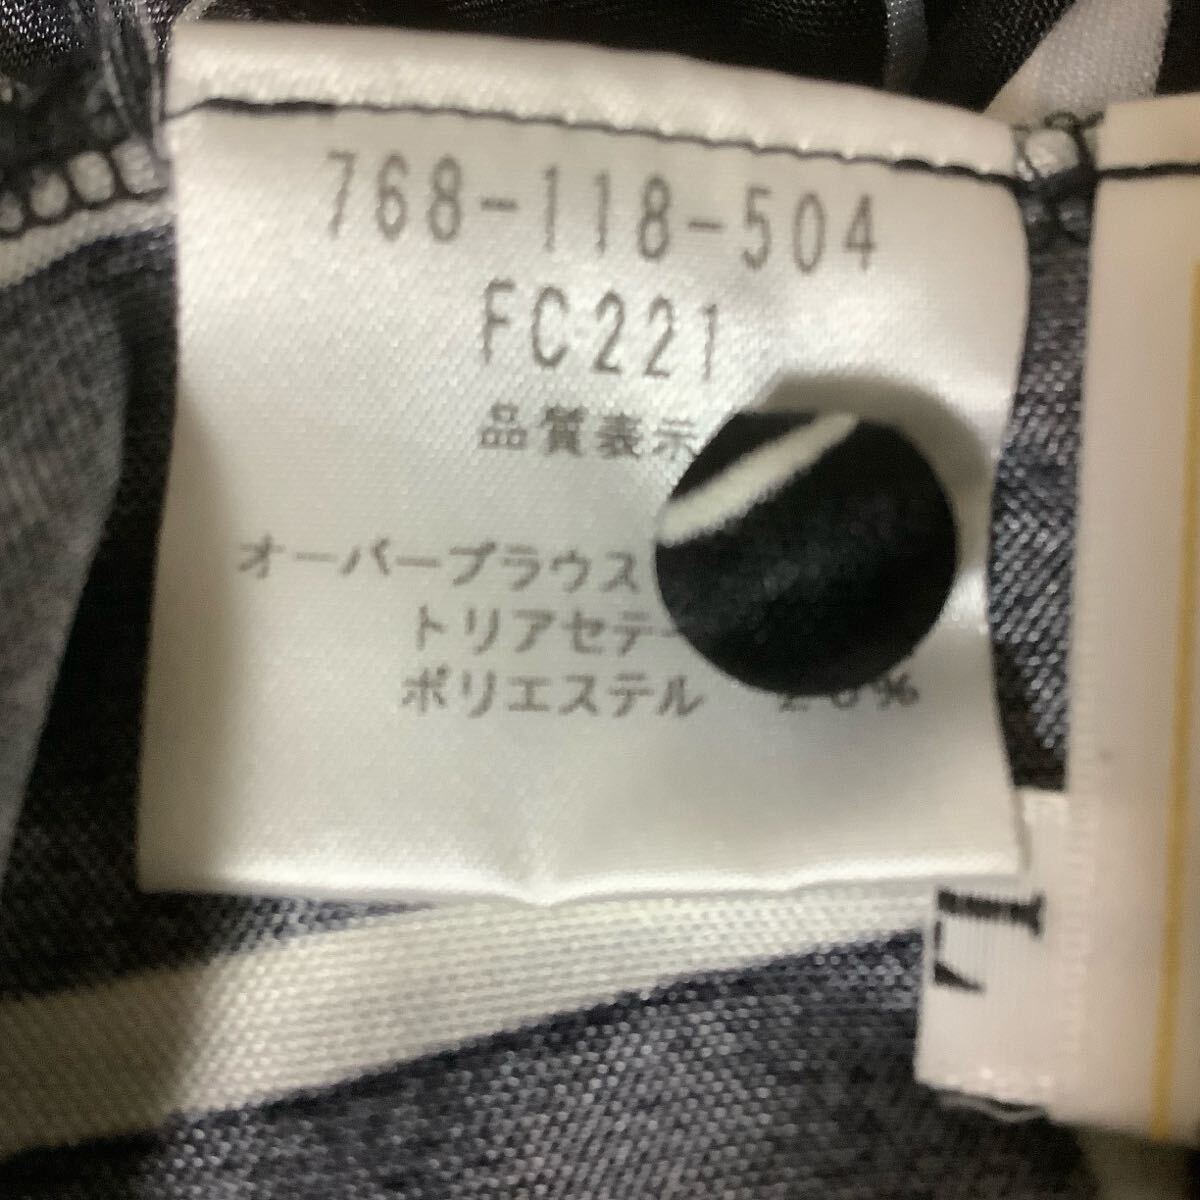 768-118-504
FC221
品質表示
オーバーブラウス
トリアセテー
ポリエステル